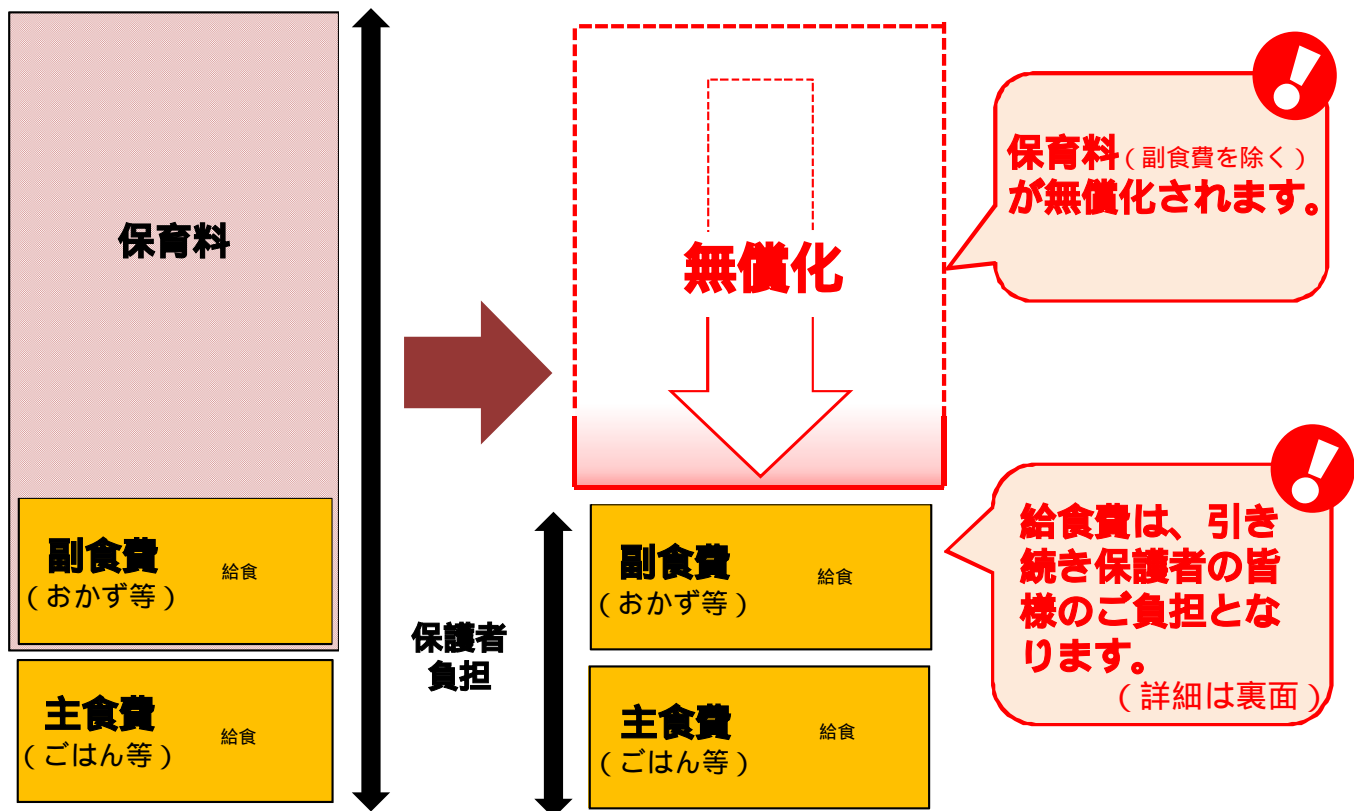 保育料
副食費
(おかず等)
給食
主食費
(ごはん等)
給食
保護者
負担
無償化
副食費
(おかず等)
給食
主食費
(ごはん等)
給食
保育料(副食費を除く)
が無償化されます。
給食費は、引き
続き保護者の皆
様のご負担とな
ります。
(詳細は裏面)